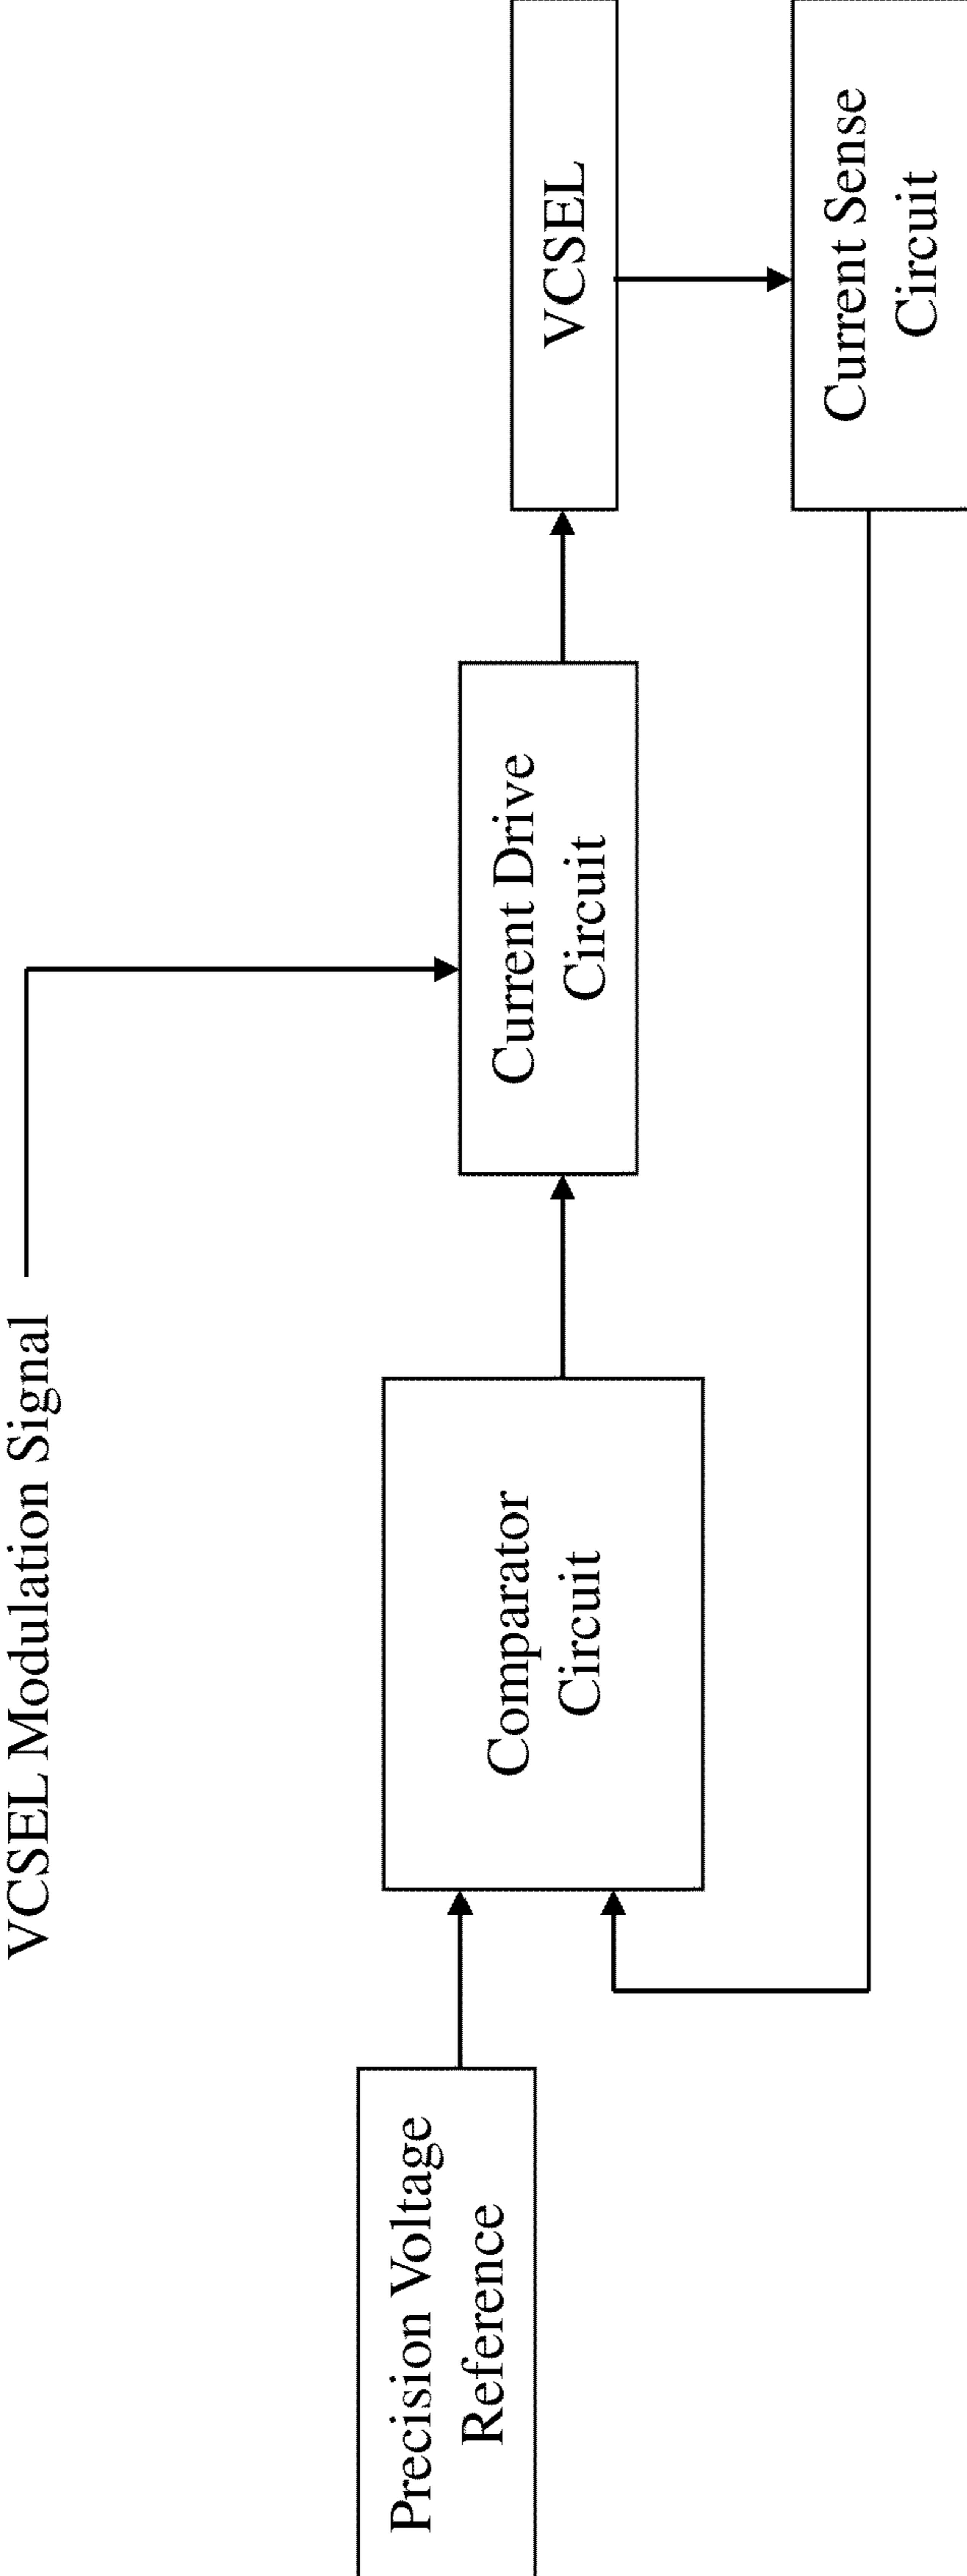 VCSEL Modulation Signal
Precision Voltage
Reference
Comparator
Circuit
Current Drive
Circuit
VCSEL
Current Sense
Circuit